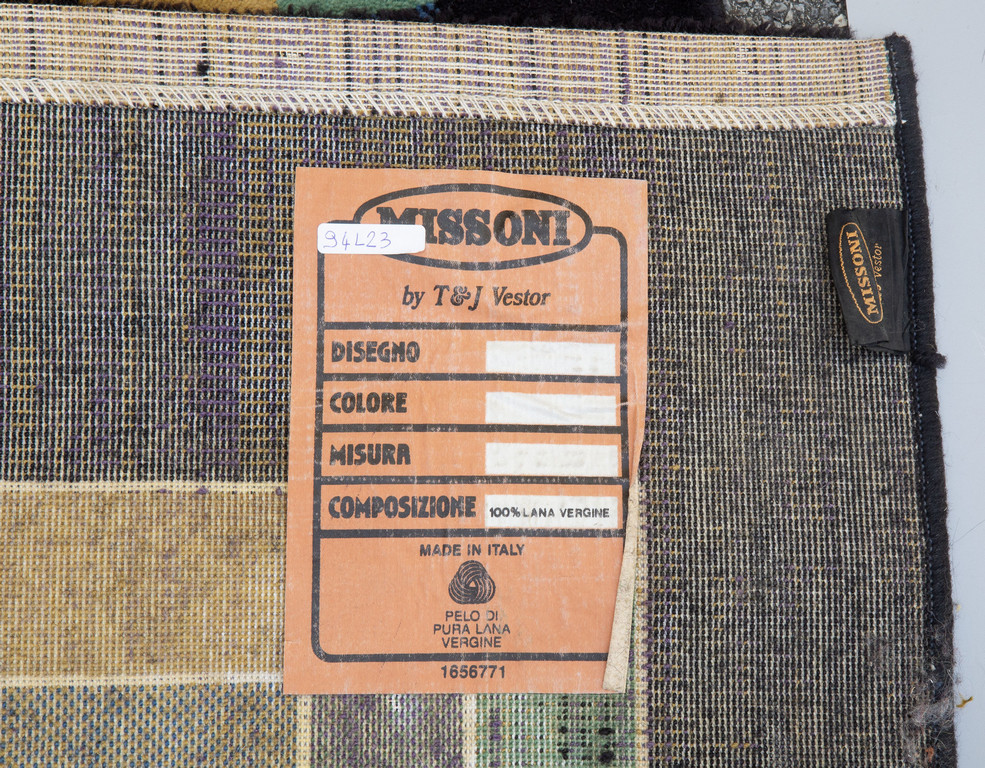 MISSONI
94L23
by T&J Vestor
DISEGNO
COLORE
MISURA
COMPOSIZIONE 100% LANA VERGINE
MADE IN ITALY
PELO DI
PURA LANA
VERGINE
1656771
MISSONI
Vestor